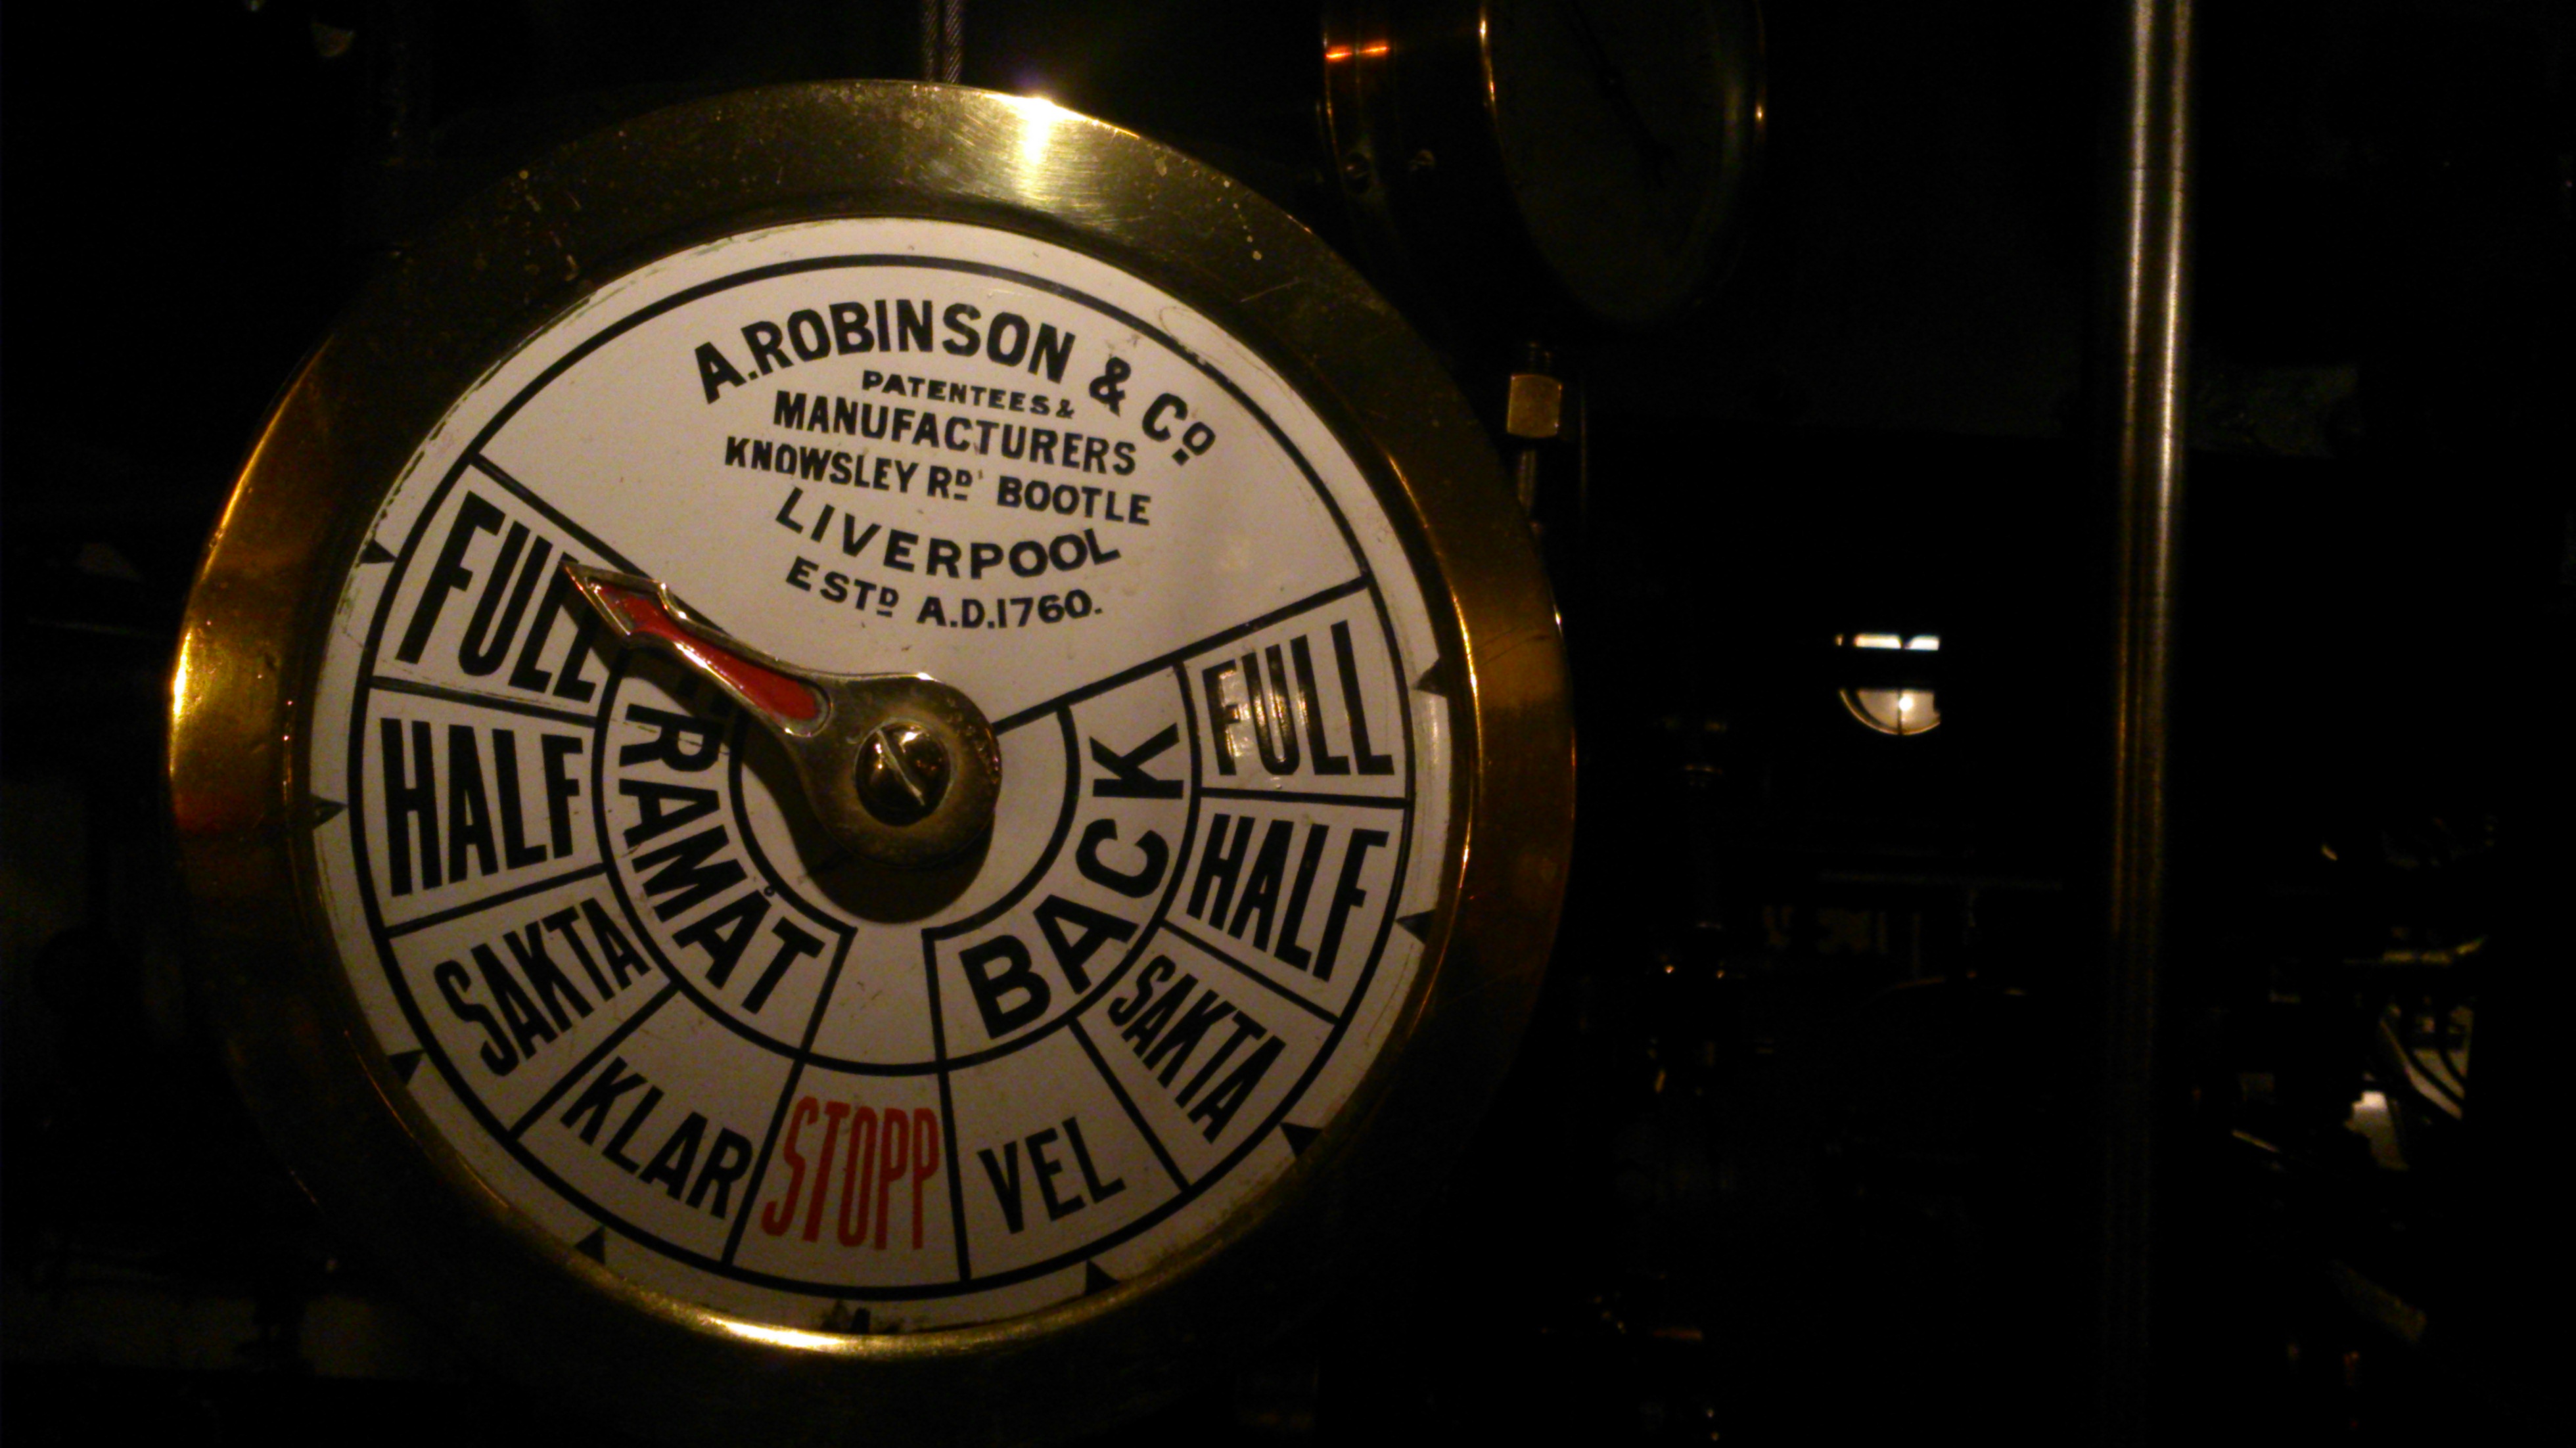 A. ROBINSON & Cº
PATENTEES &
MANUFACTURERS
KNOWSLEY Rᴰ BOOTLE
LIVERPOOL
ESTᴰ A.D. 1760.
FULL
HALF
SAKTA
KLAR
STOPP
VEL
SAKTA
HALF
FULL
FRAMÅT
BACK